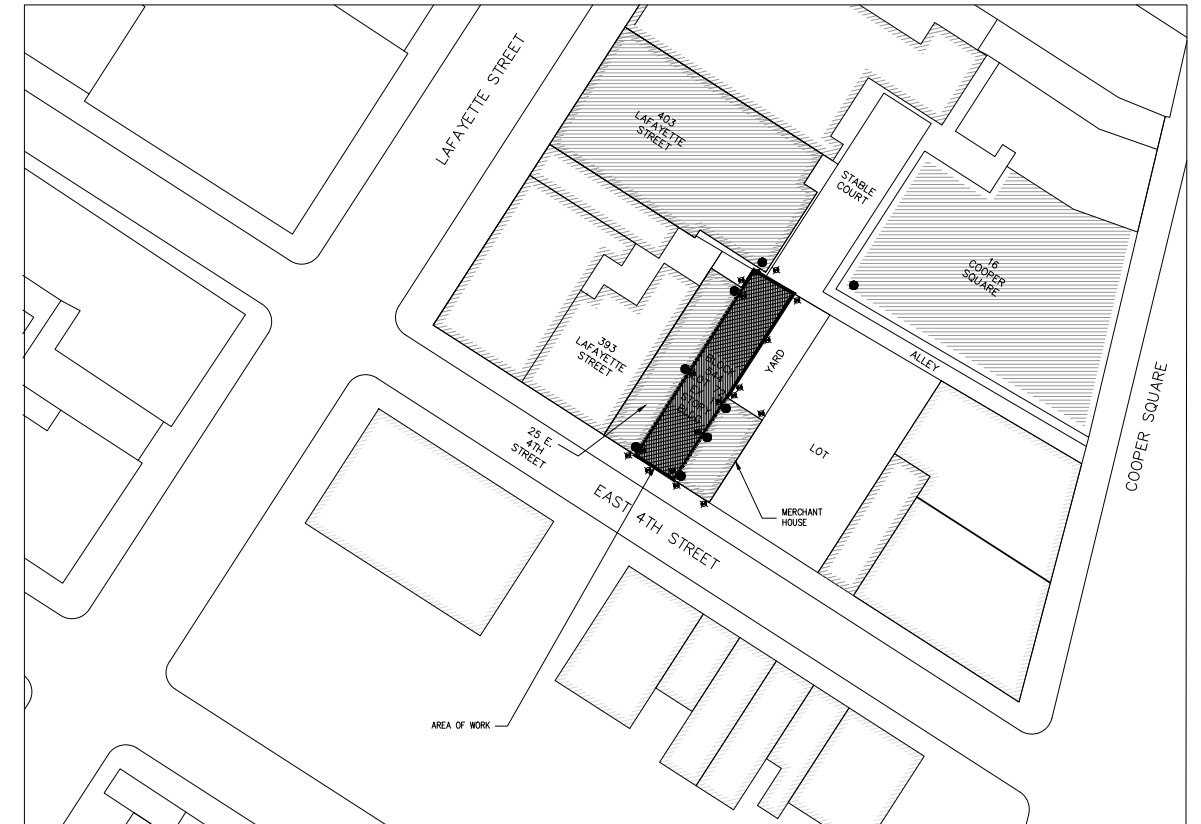 LAFAYETTE STREET
403
LAFAYETTE
STREET
STABLE
COURT
16
COOPER
SQUARE
393
LAFAYETTE
STREET
YARD
ALLEY
COOPER SQUARE
25 E.
4TH
STREET
LOT
EAST 4TH STREET
MERCHANT
HOUSE
AREA OF WORK